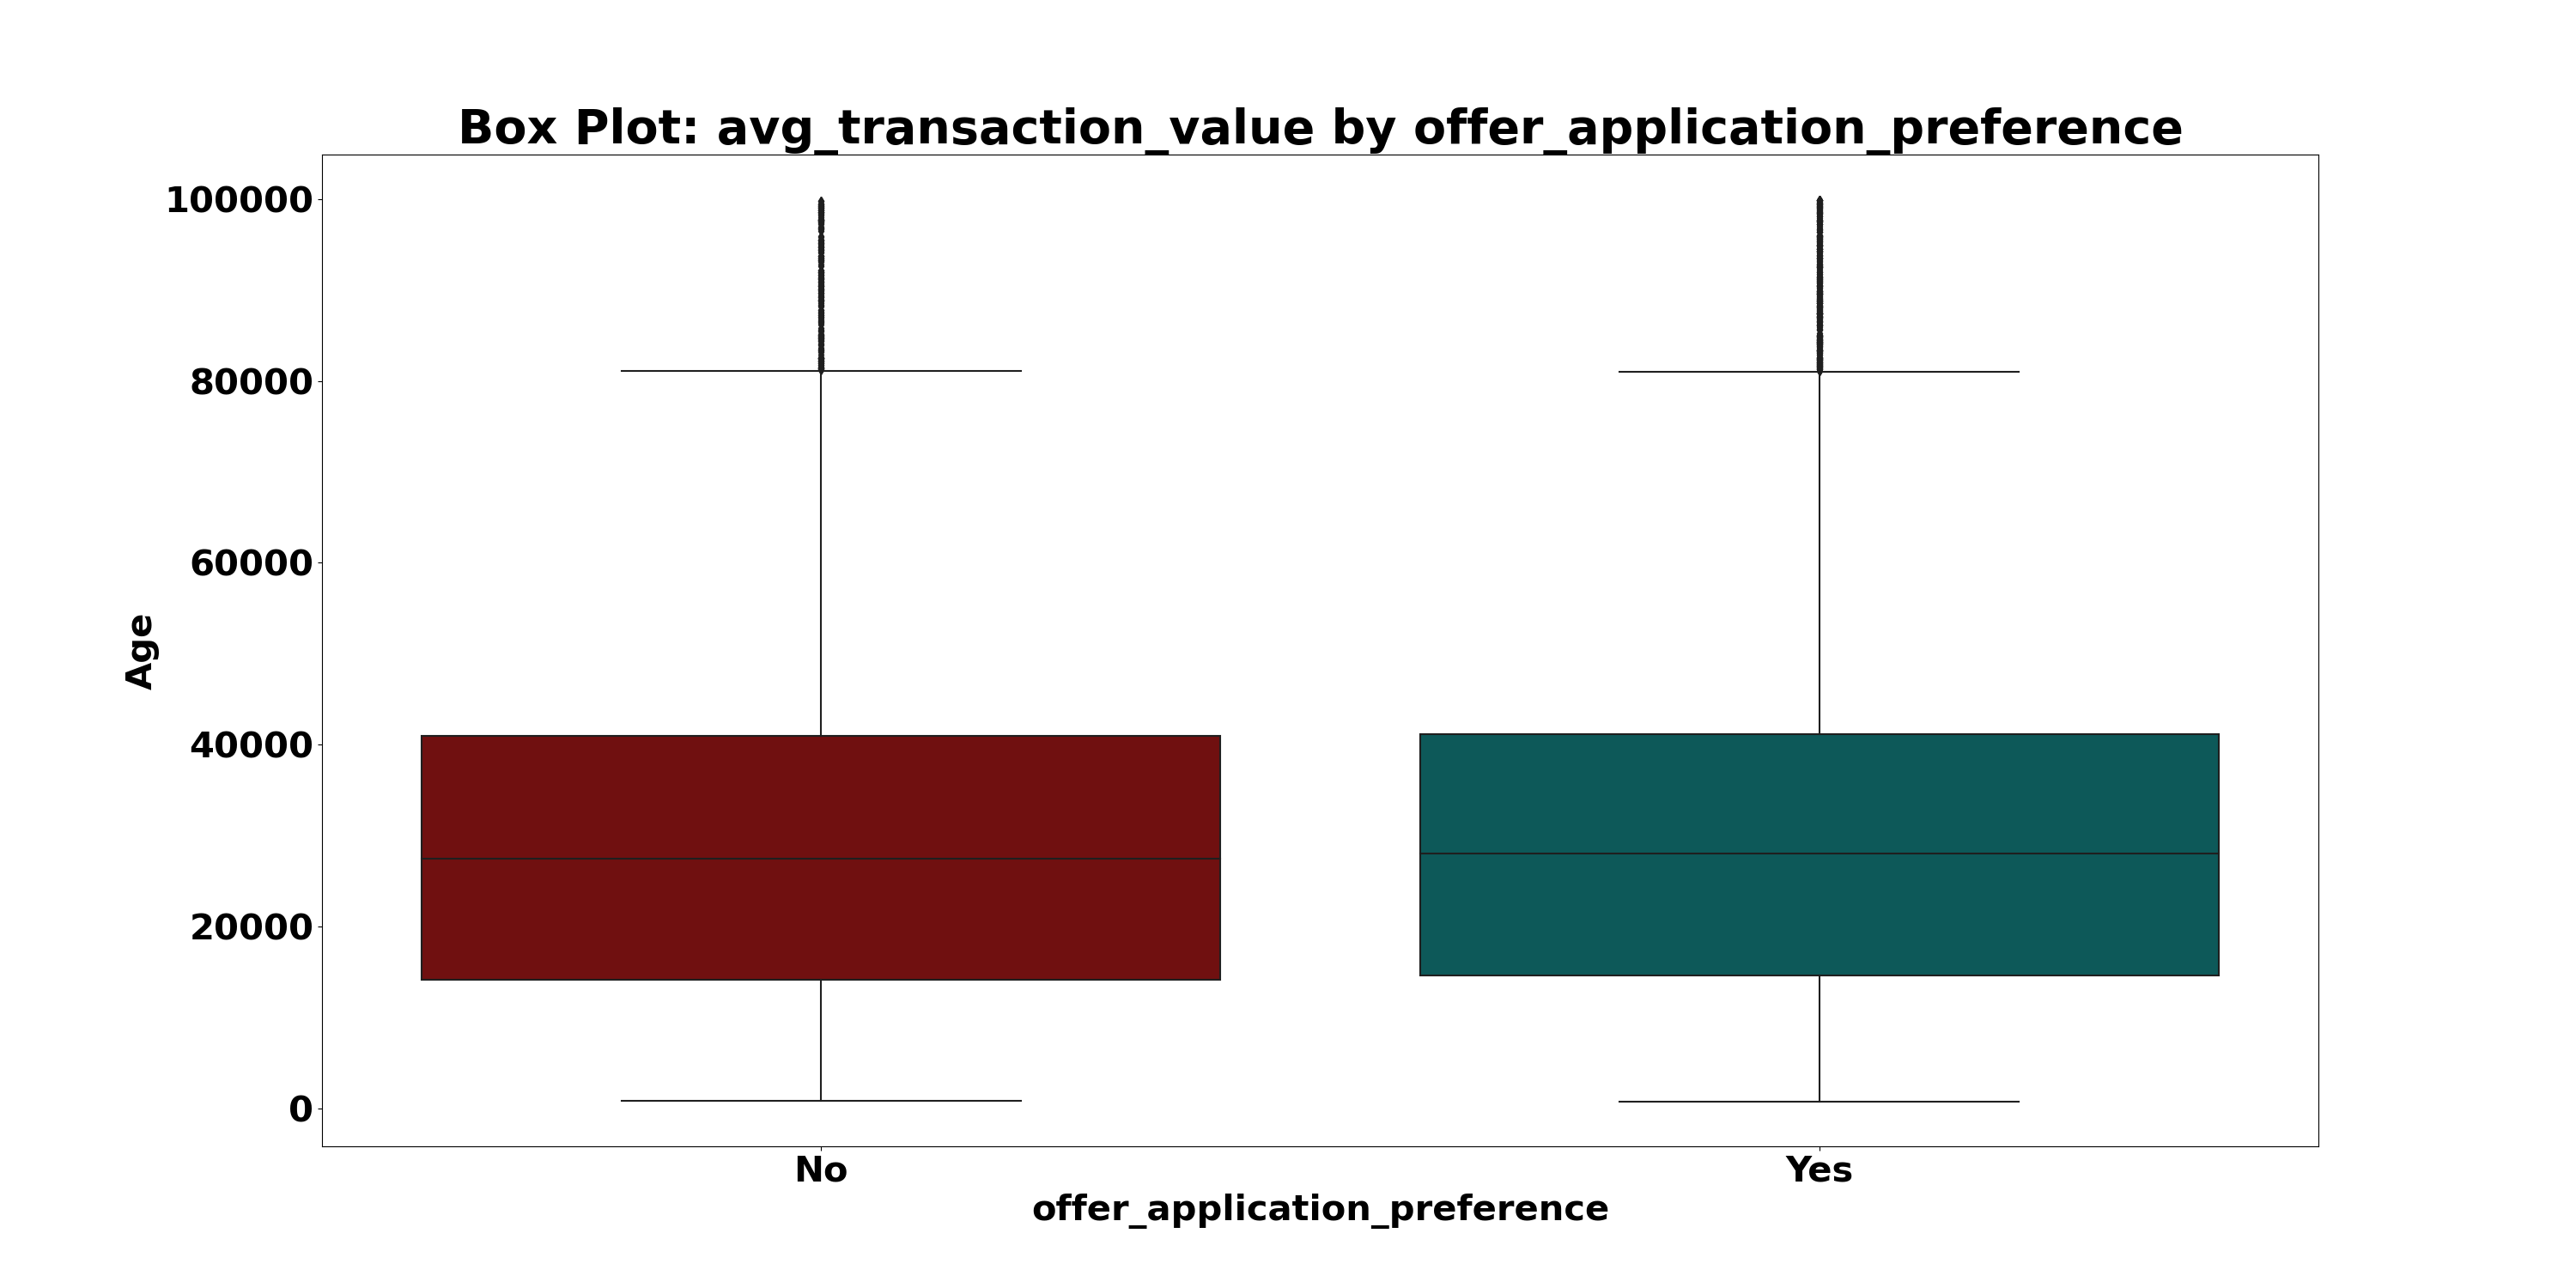 Box Plot: avg_transaction_value by offer_application_preference
100000
80000
60000
40000
20000
0
Age
No
Yes
offer_application_preference